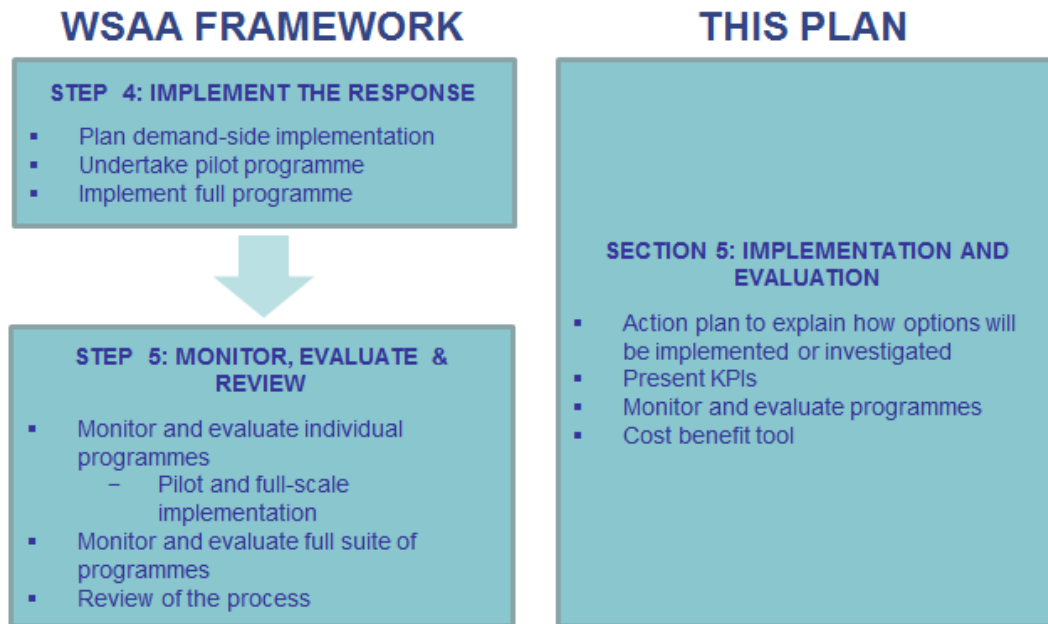 WSAA FRAMEWORK
STEP 4: IMPLEMENT THE RESPONSE
▪ Plan demand-side implementation
▪ Undertake pilot programme
▪ Implement full programme
STEP 5: MONITOR, EVALUATE &
REVIEW
▪ Monitor and evaluate individual
programmes
– Pilot and full-scale
implementation
▪ Monitor and evaluate full suite of
programmes
▪ Review of the process
THIS PLAN
SECTION 5: IMPLEMENTATION AND
EVALUATION
▪ Action plan to explain how options will
be implemented or investigated
▪ Present KPIs
▪ Monitor and evaluate programmes
▪ Cost benefit tool